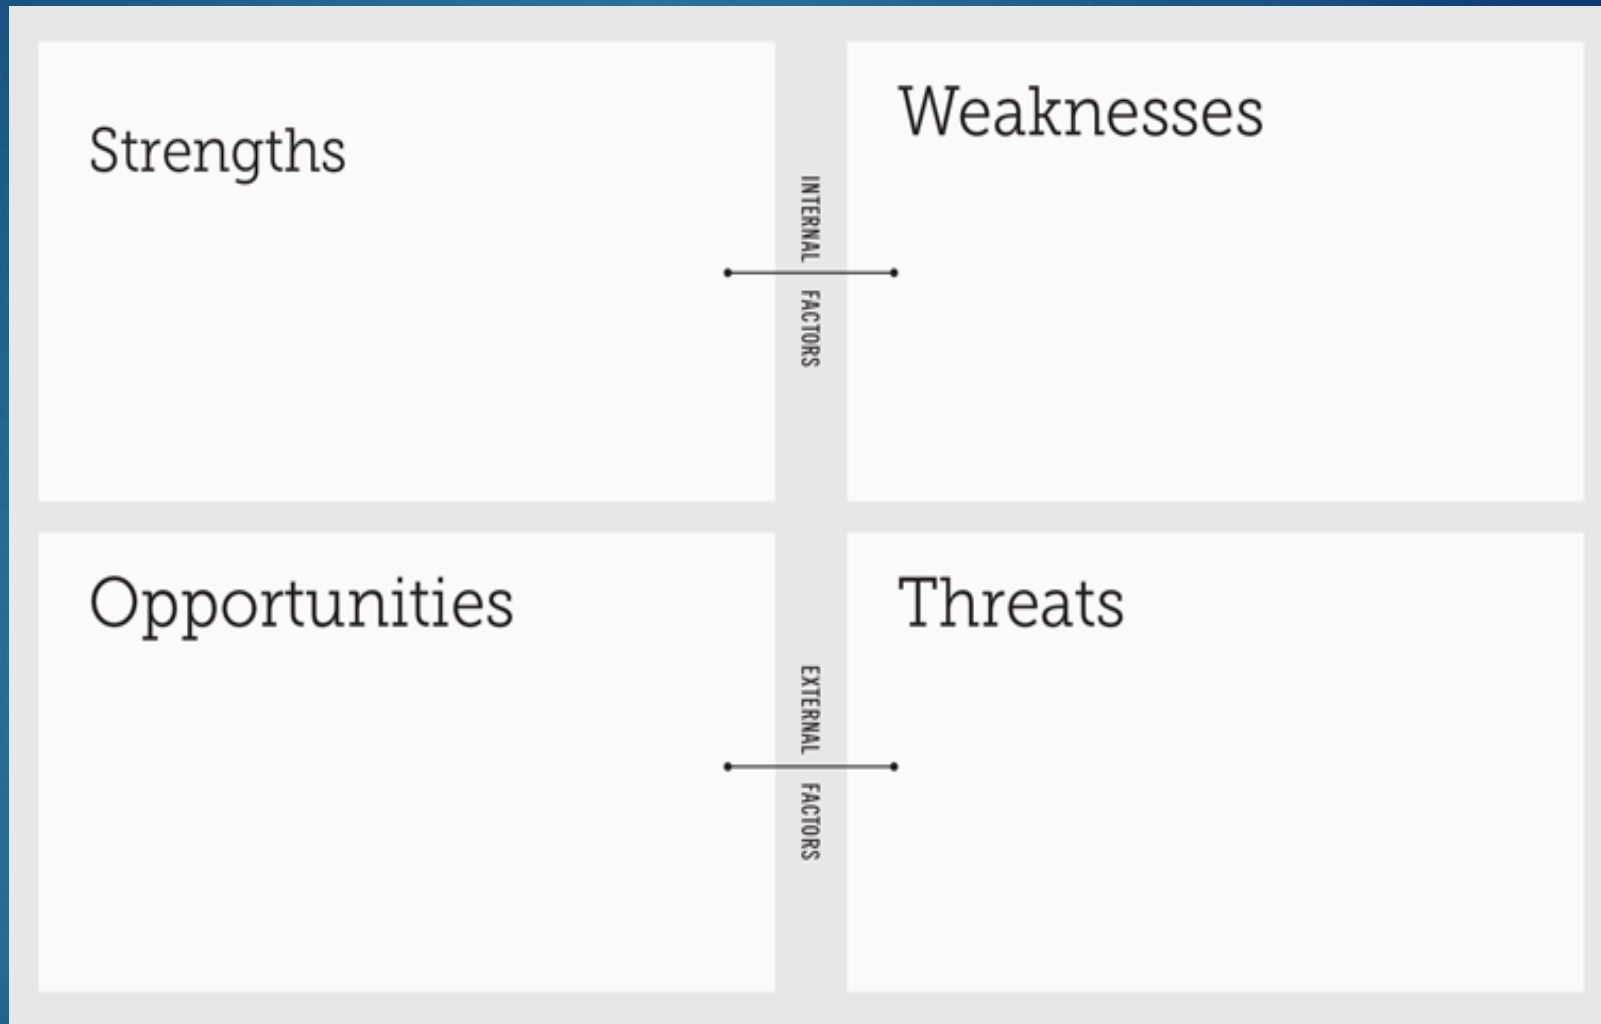 Strengths
Weaknesses
INTERNAL FACTORS
Opportunities
Threats
EXTERNAL FACTORS